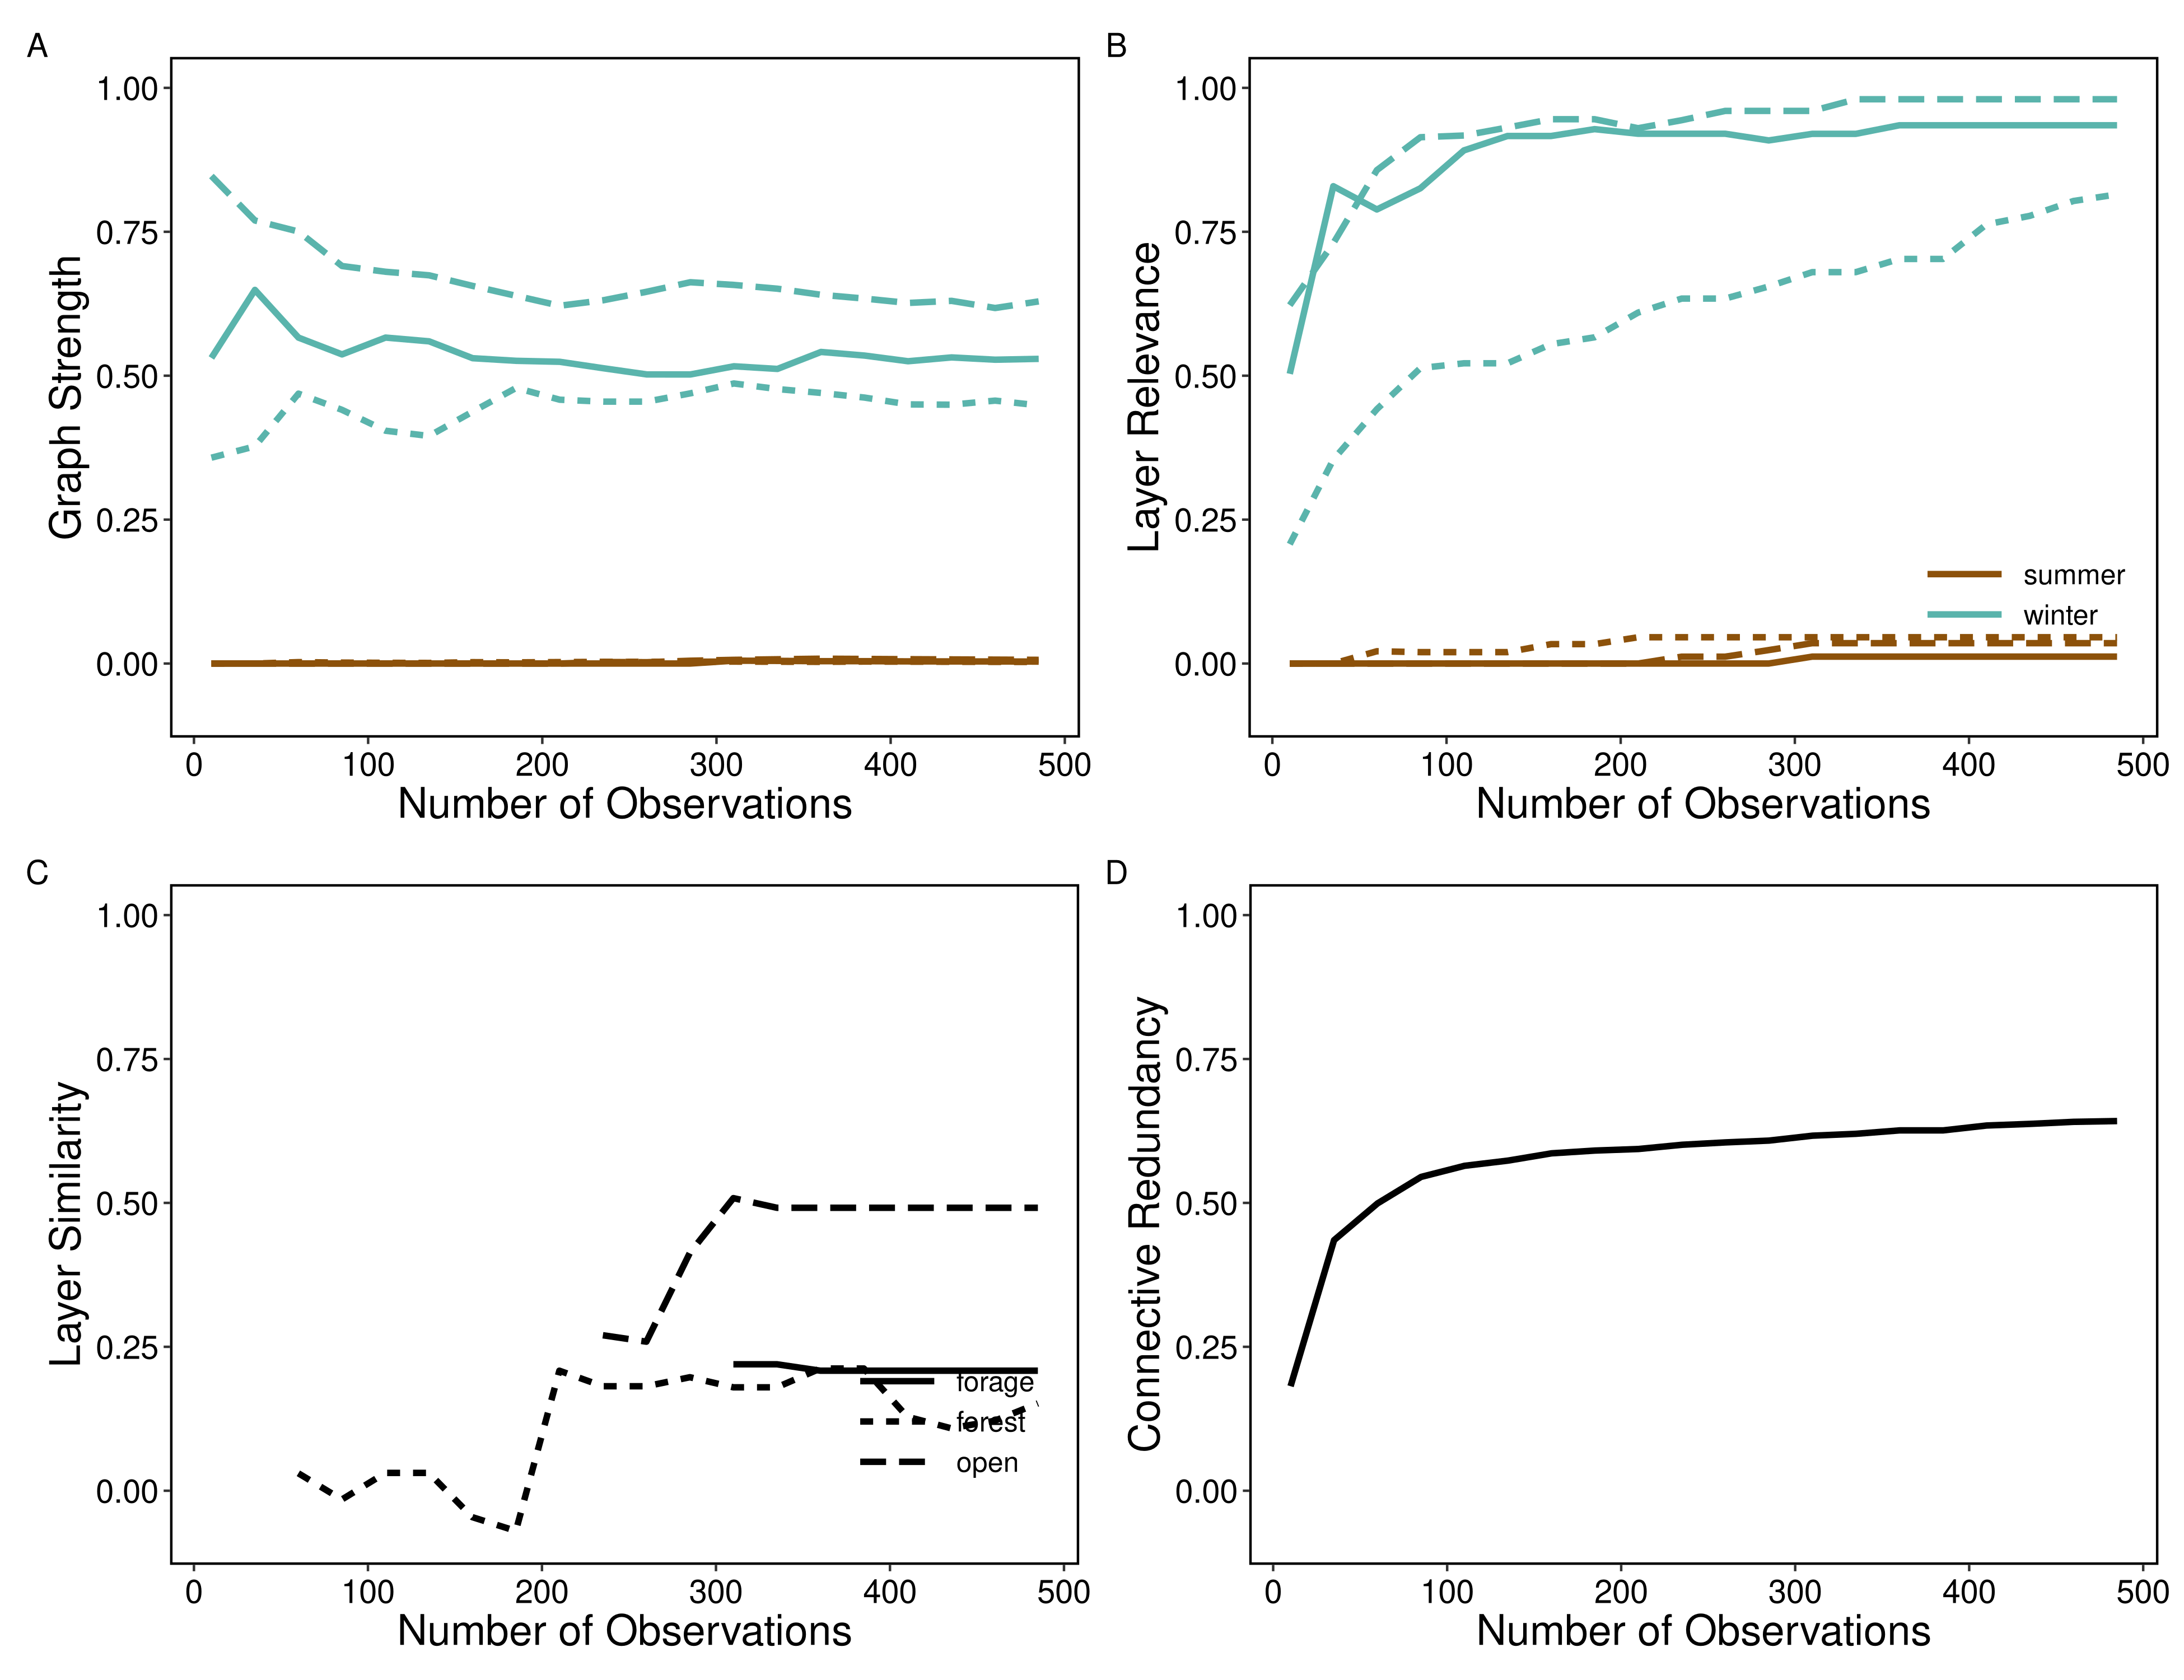 A
1.00
0.75
0.50
0.25
0.00
Graph Strength
0 100 200 300 400 500
Number of Observations
B
1.00
0.75
0.50
0.25
0.00
Layer Relevance
summer
winter
0 100 200 300 400 500
Number of Observations
C
1.00
0.75
0.50
0.25
0.00
Layer Similarity
forage
forest
open
0 100 200 300 400 500
Number of Observations
D
1.00
0.75
0.50
0.25
0.00
Connective Redundancy
0 100 200 300 400 500
Number of Observations